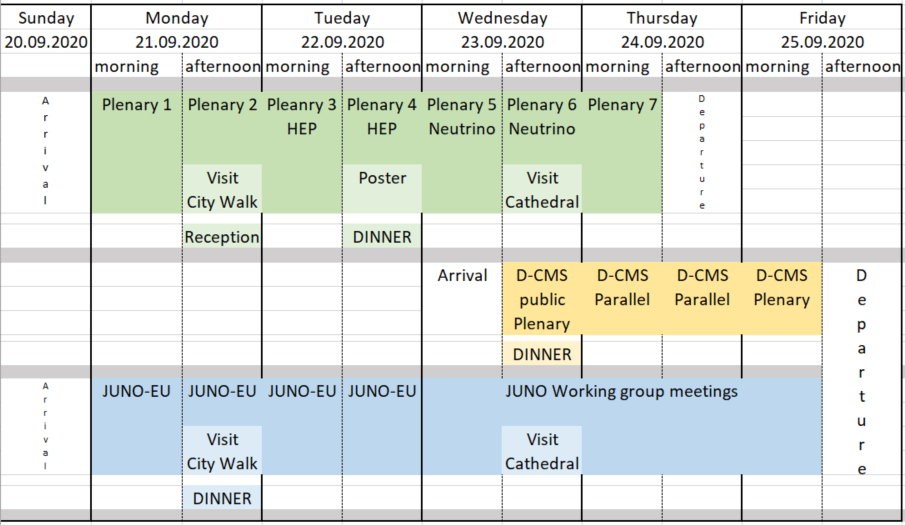 Sunday Monday Tueday Wednesday Thursday Friday
20.09.2020 21.09.2020 22.09.2020 23.09.2020 24.09.2020 25.09.2020
morning afternoon morning afternoon morning afternoon morning afternoon morning afternoon
Arrival Plenary 1 Plenary 2 Pleanry 3 Plenary 4 Plenary 5 Plenary 6 Plenary 7 Departure
HEP HEP Neutrino Neutrino
Visit Poster Visit
City Walk Cathedral
Reception DINNER
Arrival D-CMS D-CMS D-CMS D-CMS Departure
public Parallel Parallel Plenary
Plenary
DINNER
Arrival JUNO-EU JUNO-EU JUNO-EU JUNO-EU JUNO Working group meetings
Visit Visit
City Walk Cathedral
DINNER